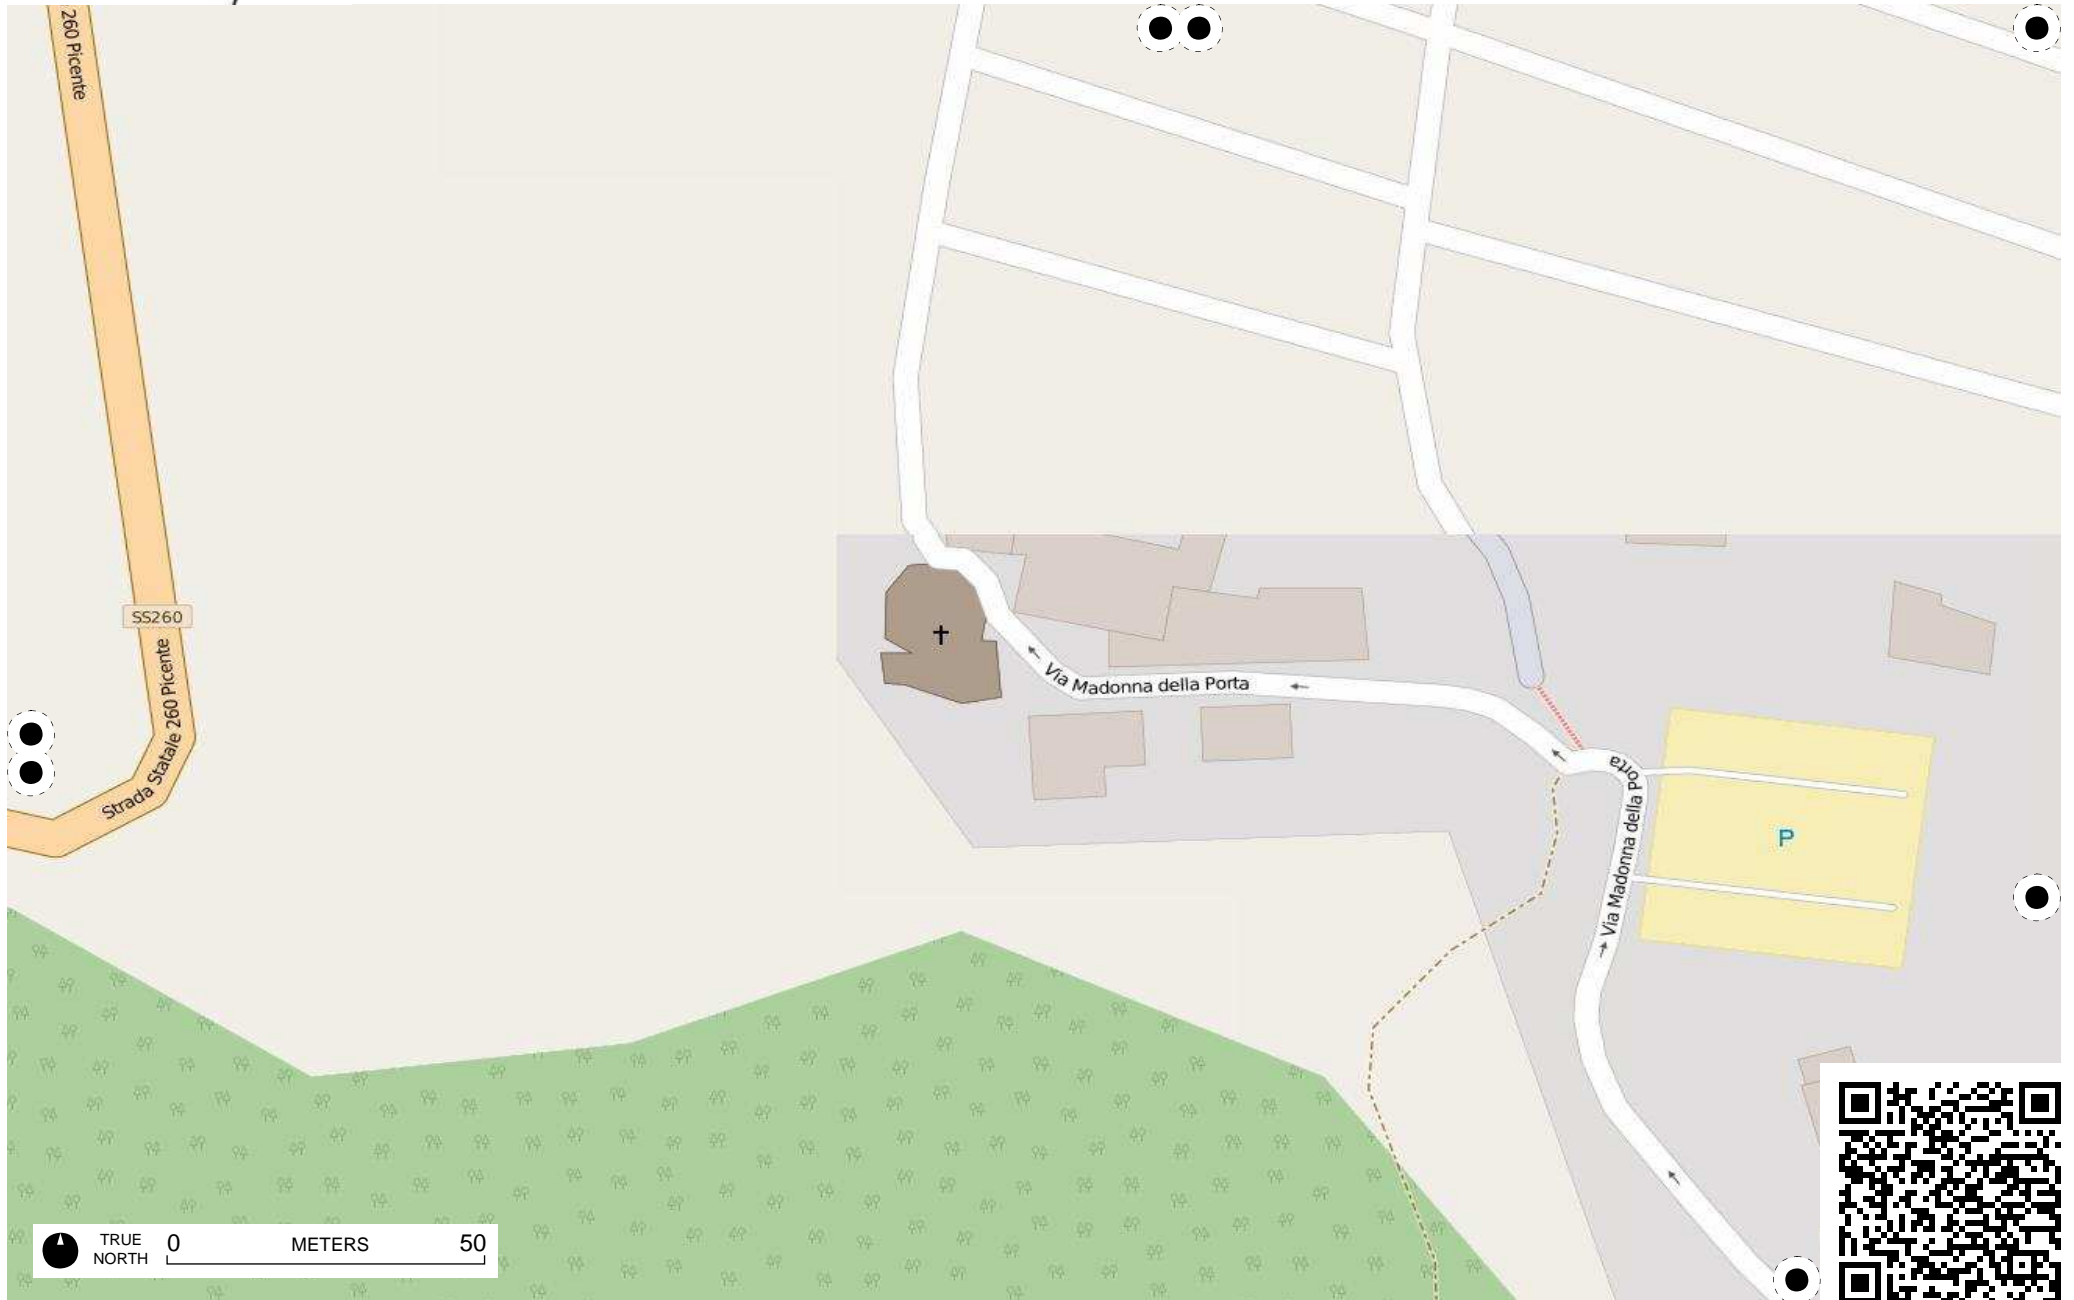 260 Picente
SS260
Strada Statale 260 Picente
Via Madonna della Porta
Via Madonna della Porta
P
TRUE
NORTH
0 METERS 50